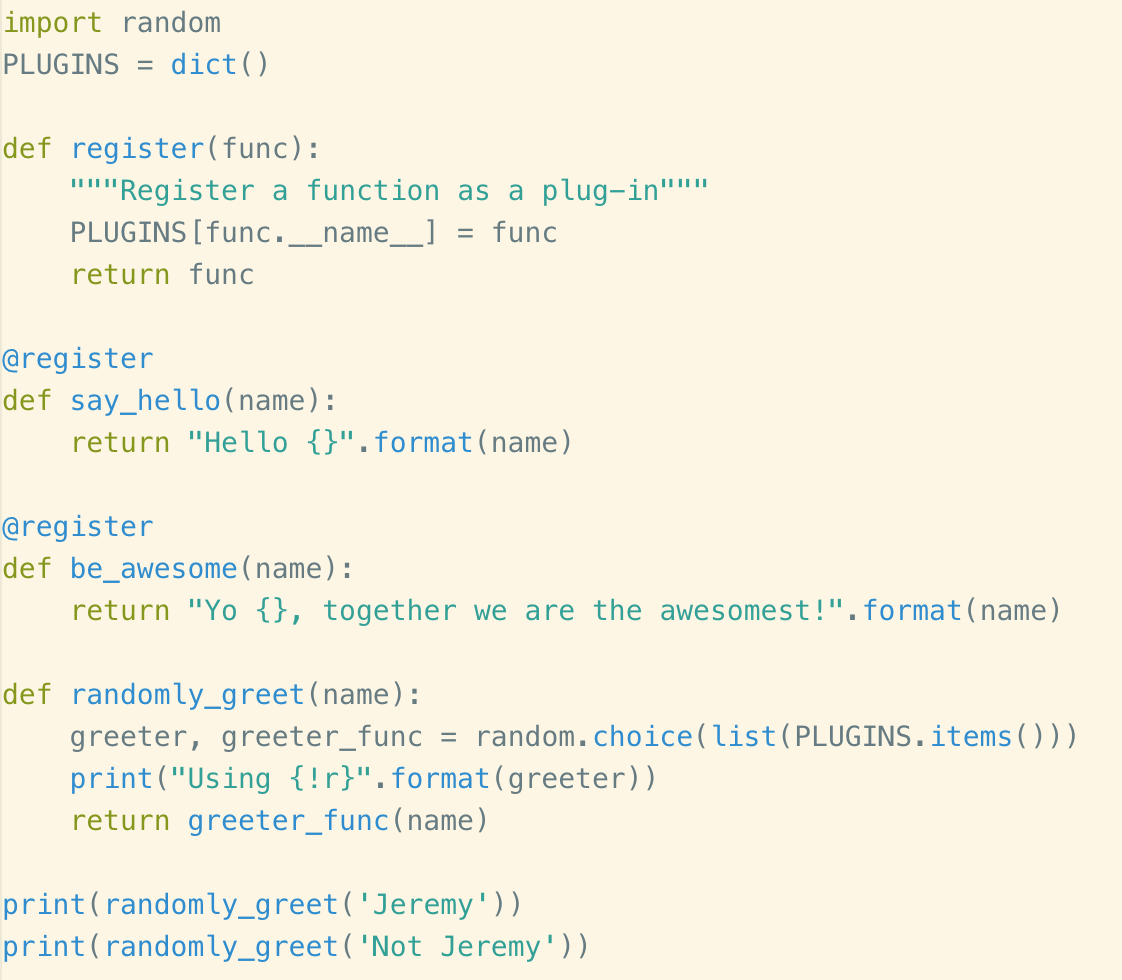 import random
PLUGINS = dict()

def register(func):
    """Register a function as a plug-in"""
    PLUGINS[func.__name__] = func
    return func

@register
def say_hello(name):
    return "Hello {}".format(name)

@register
def be_awesome(name):
    return "Yo {}, together we are the awesomest!".format(name)

def randomly_greet(name):
    greeter, greeter_func = random.choice(list(PLUGINS.items()))
    print("Using {!r}".format(greeter))
    return greeter_func(name)

print(randomly_greet('Jeremy'))
print(randomly_greet('Not Jeremy'))